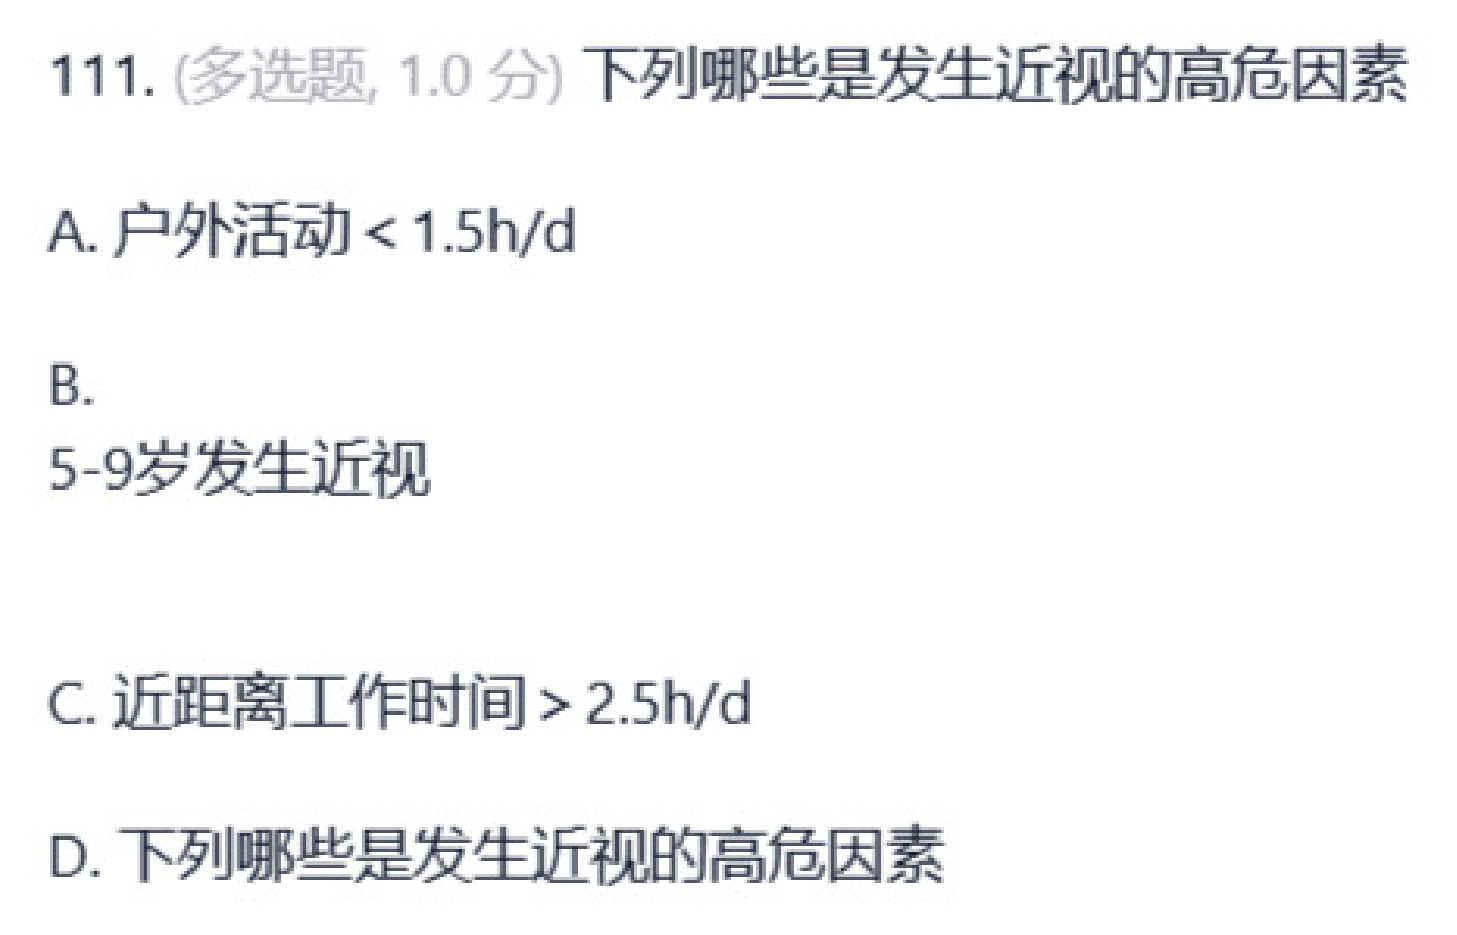 111. (多选题, 1.0 分) 下列哪些是发生近视的高危因素
A. 户外活动 < 1.5h/d
B.
5-9岁发生近视
C. 近距离工作时间 > 2.5h/d
D. 下列哪些是发生近视的高危因素